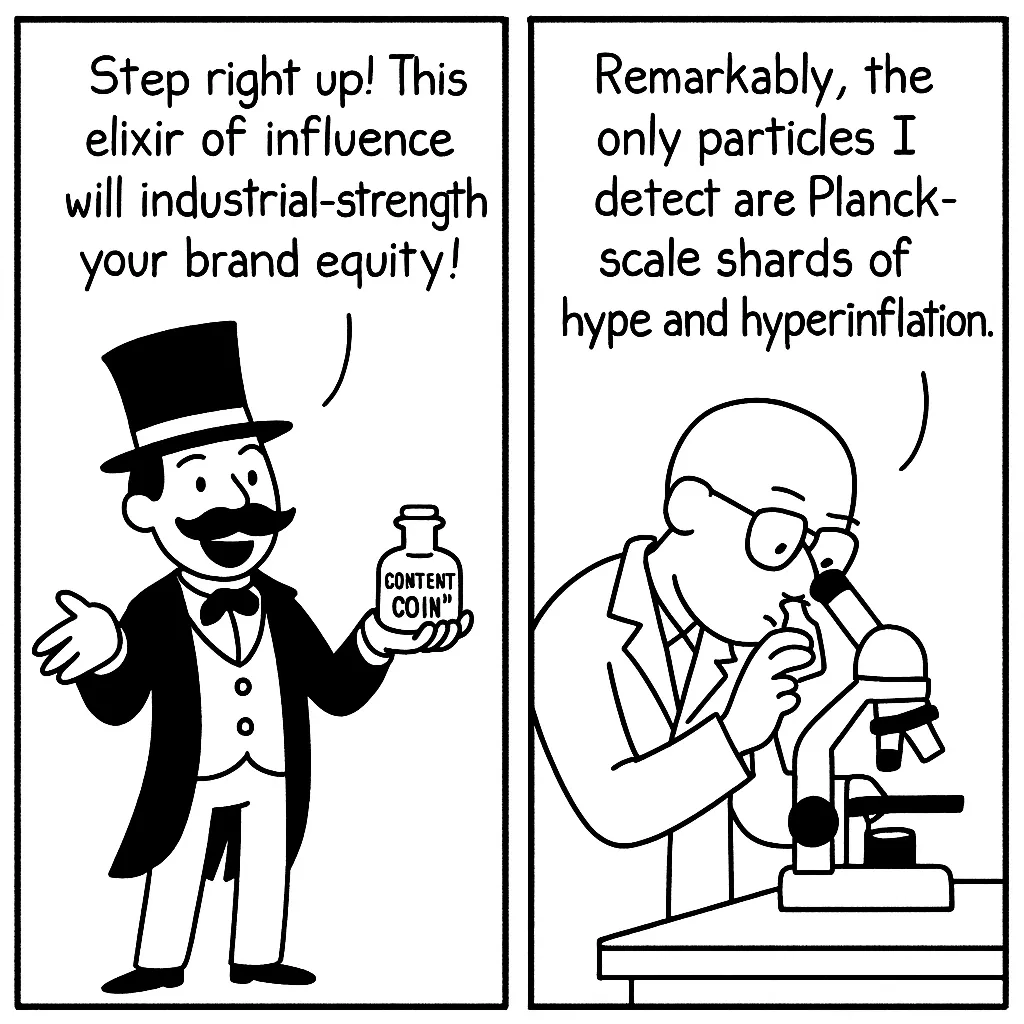 Step right up! This
elixir of influence
will industrial-strength
your brand equity!
CONTENT
COIN"
Remarkably, the
only particles I
detect are Planck-
scale shards of
hype and hyperinflation.